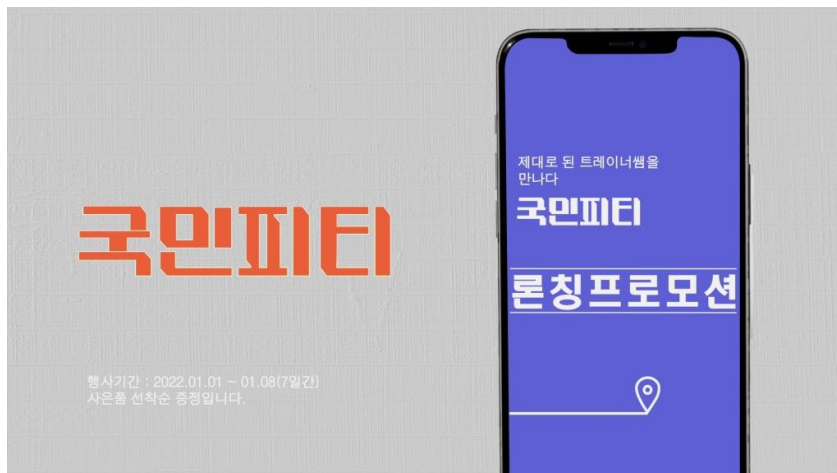 국민피티
행사기간 : 2022.01.01 ~ 01.08(7일간)
사은품 선착순 증정입니다.
제대로 된 트레이너쌤을
만나다
국민피티
론칭프로모션